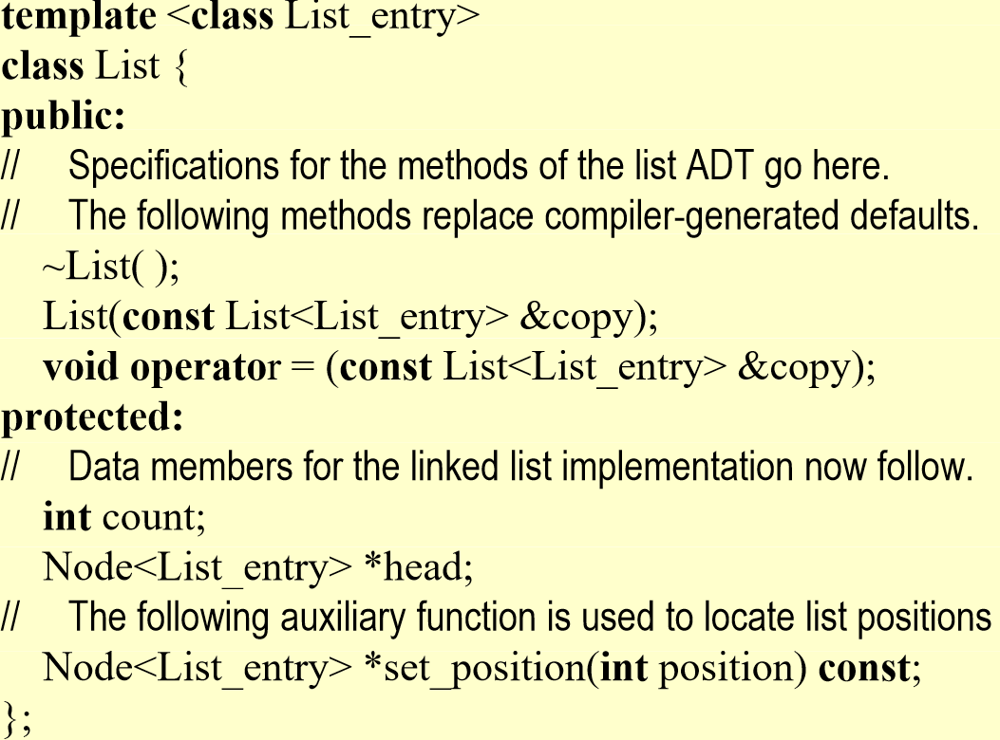 template <class List_entry>
class List {
public:
//    Specifications for the methods of the list ADT go here.
//    The following methods replace compiler-generated defaults.
~List( );
List(const List<List_entry> &copy);
void operator = (const List<List_entry> &copy);
protected:
//    Data members for the linked list implementation now follow.
int count;
Node<List_entry> *head;
//    The following auxiliary function is used to locate list positions
Node<List_entry> *set_position(int position) const;
};